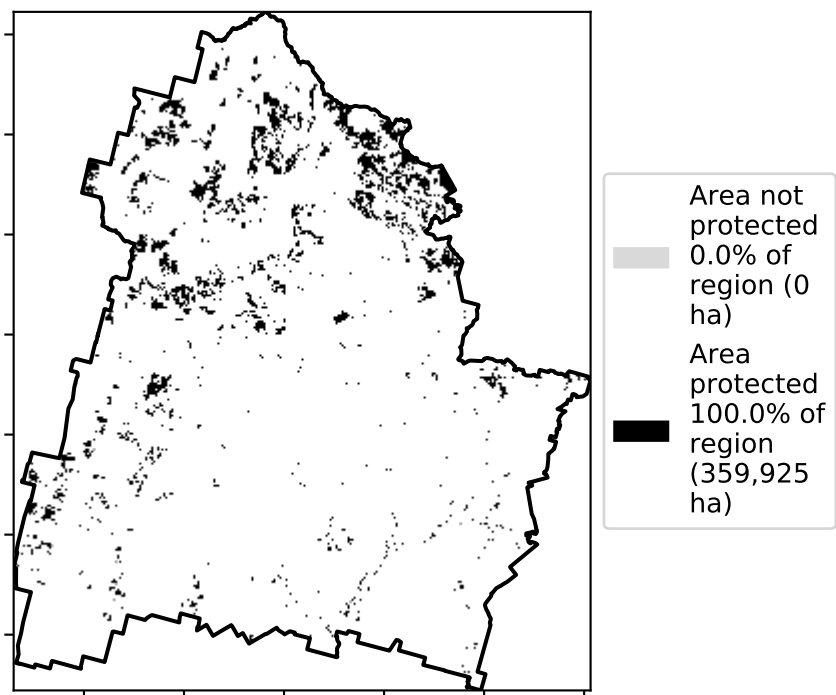 Area not
protected
0.0% of
region (0
ha)
Area
protected
100.0% of
region
(359,925
ha)